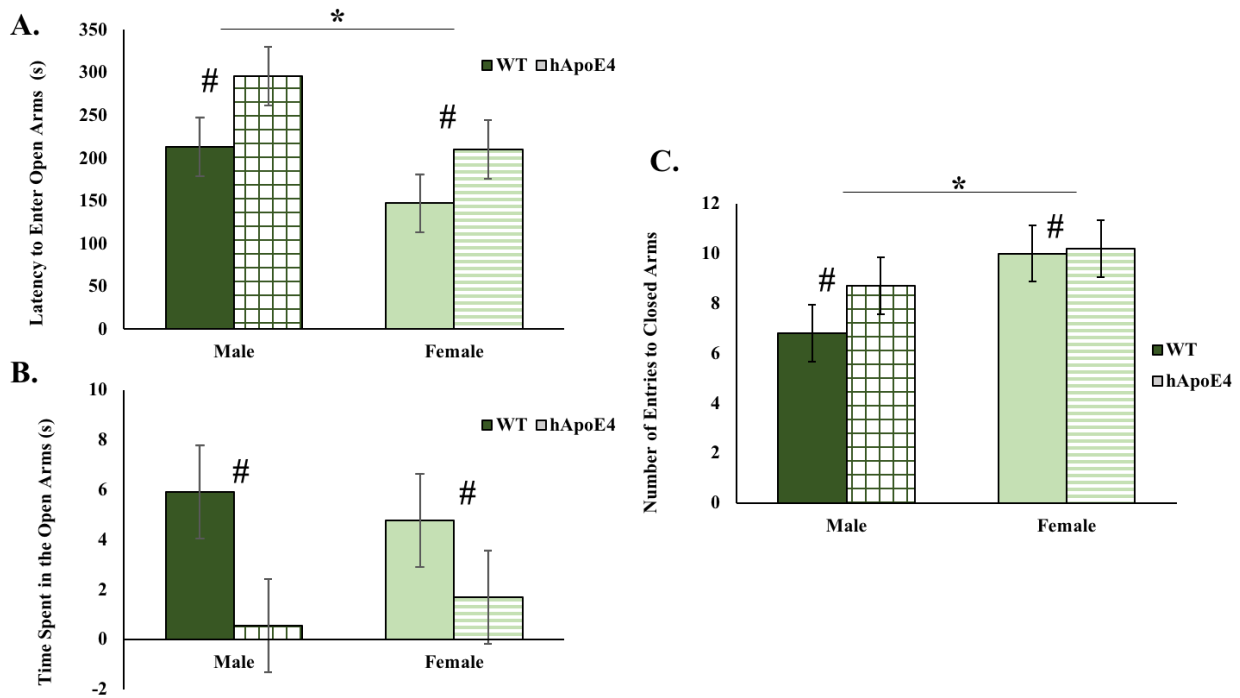 A.
Latency to Enter Open Arms (s)
350
300
250
200
150
100
50
0
*
#
#
WT hApoE4
Male Female
B.
Time Spent in the Open Arms (s)
10
8
6
4
2
0
-2
#
#
WT hApoE4
Male Female
C.
Number of Entries to Closed Arms
12
10
8
6
4
2
0
*
#
#
WT
hApoE4
Male Female